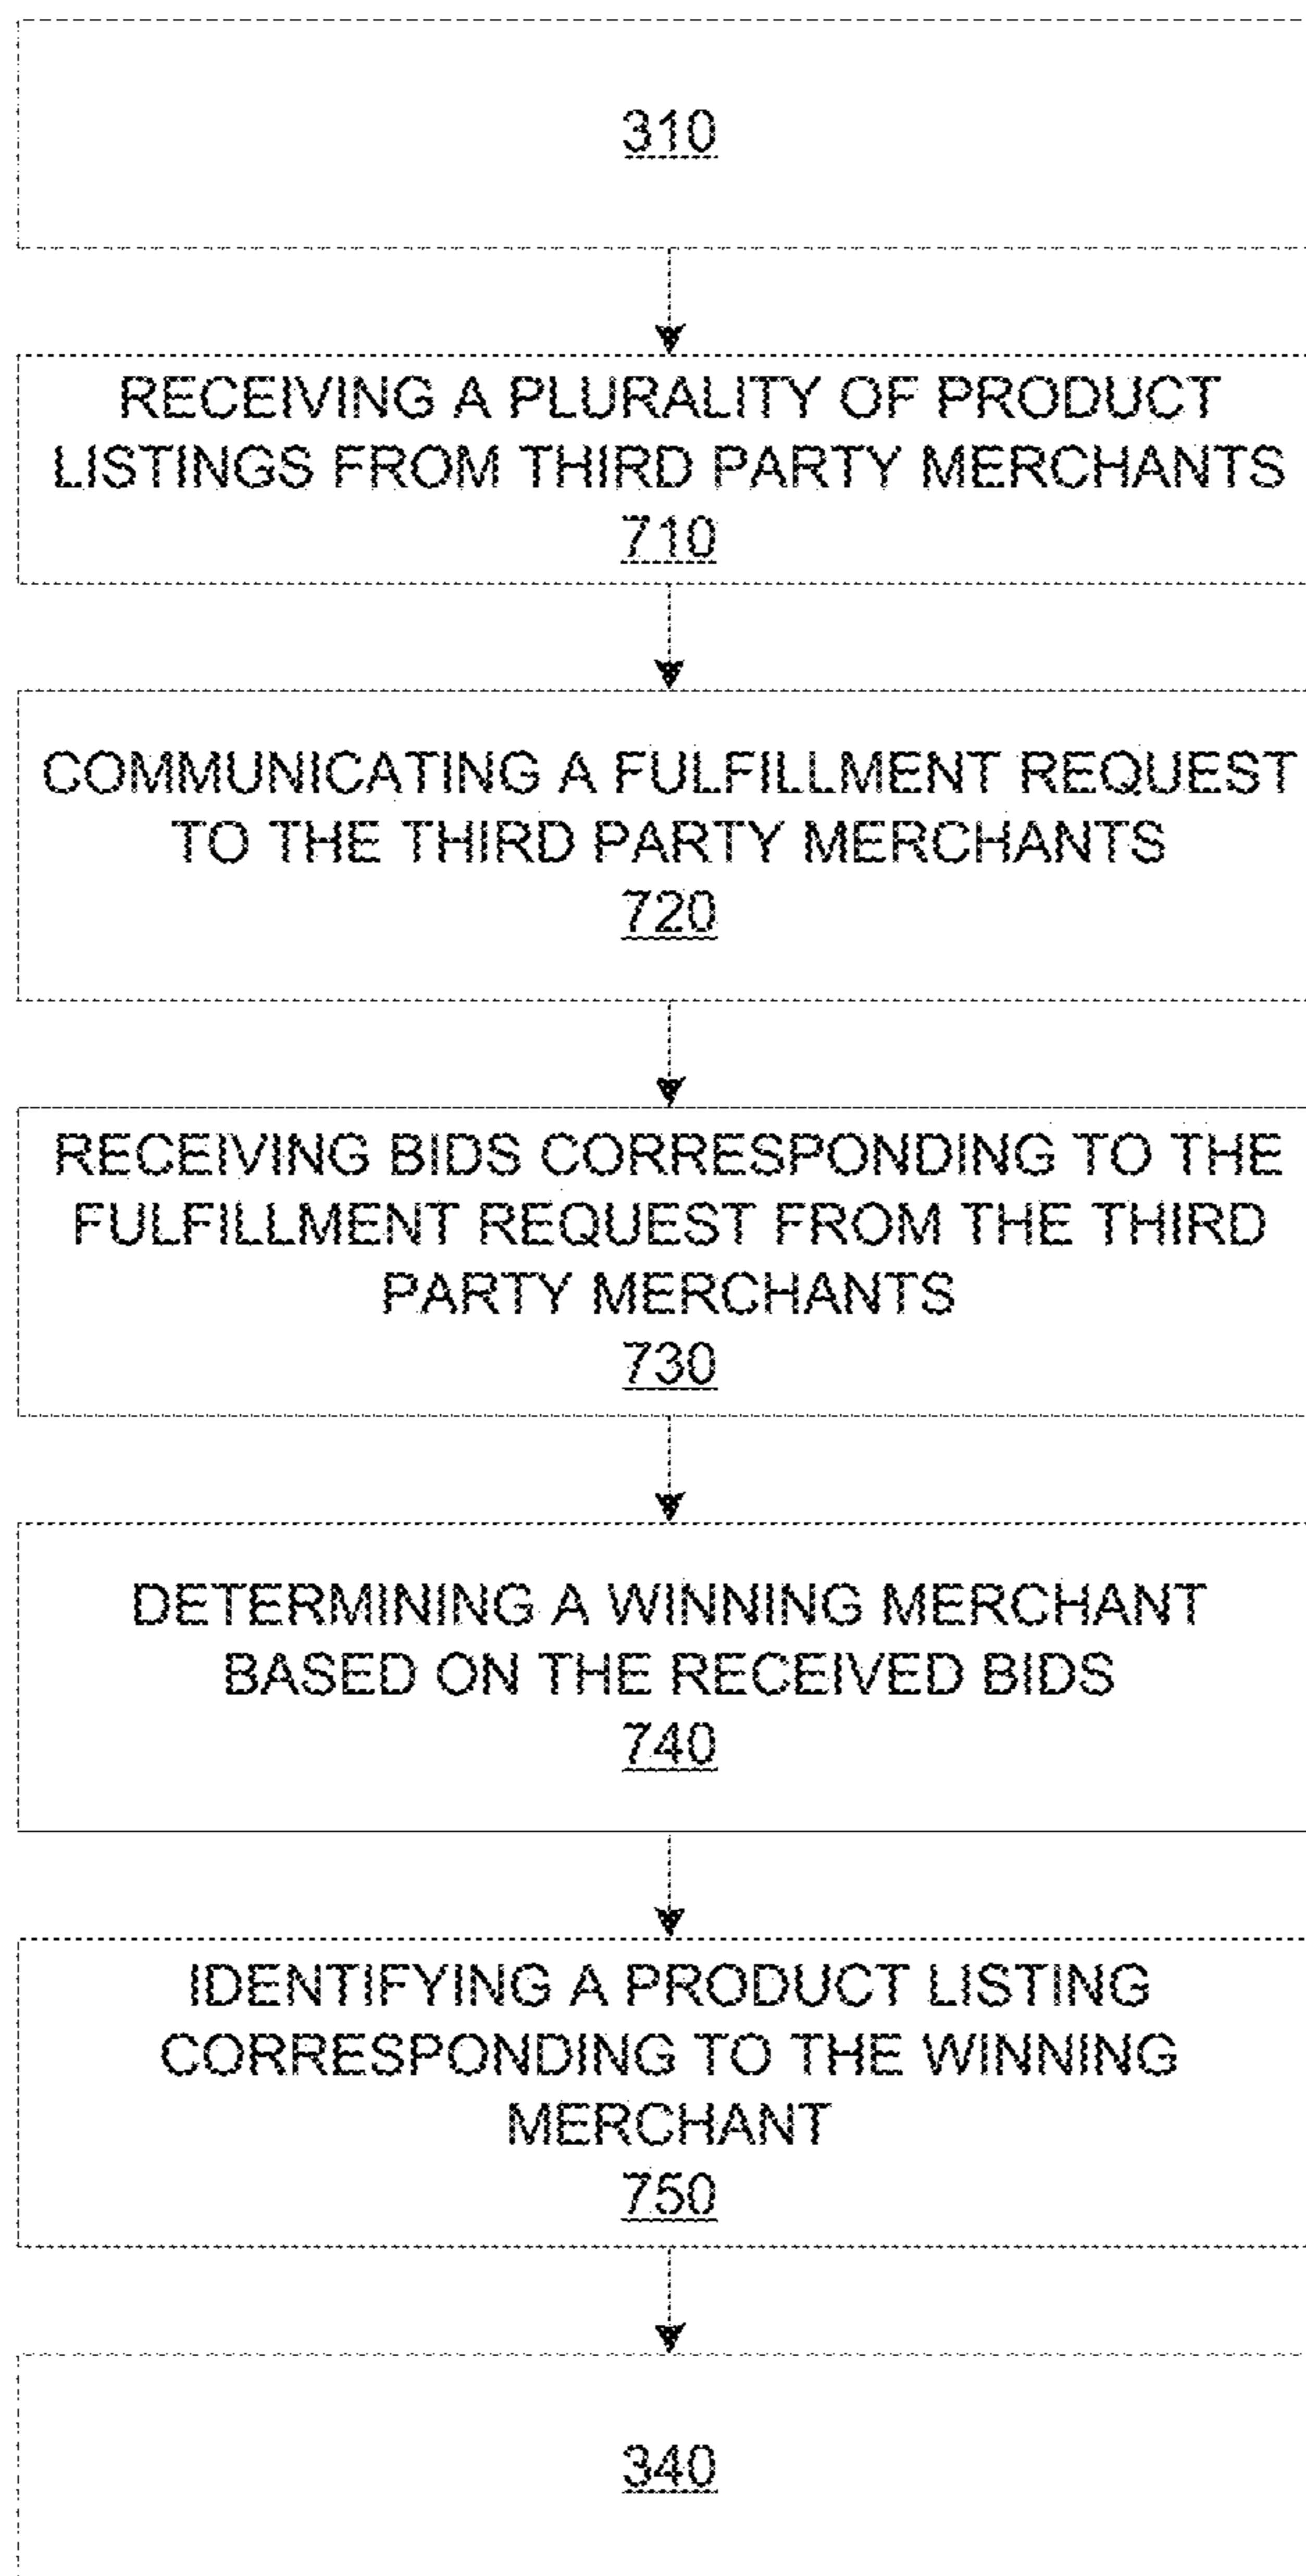 310
RECEIVING A PLURALITY OF PRODUCT
LISTINGS FROM THIRD PARTY MERCHANTS
710
COMMUNICATING A FULFILLMENT REQUEST
TO THE THIRD PARTY MERCHANTS
720
RECEIVING BIDS CORRESPONDING TO THE
FULFILLMENT REQUEST FROM THE THIRD
PARTY MERCHANTS
730
DETERMINING A WINNING MERCHANT
BASED ON THE RECEIVED BIDS
740
IDENTIFYING A PRODUCT LISTING
CORRESPONDING TO THE WINNING
MERCHANT
750
340